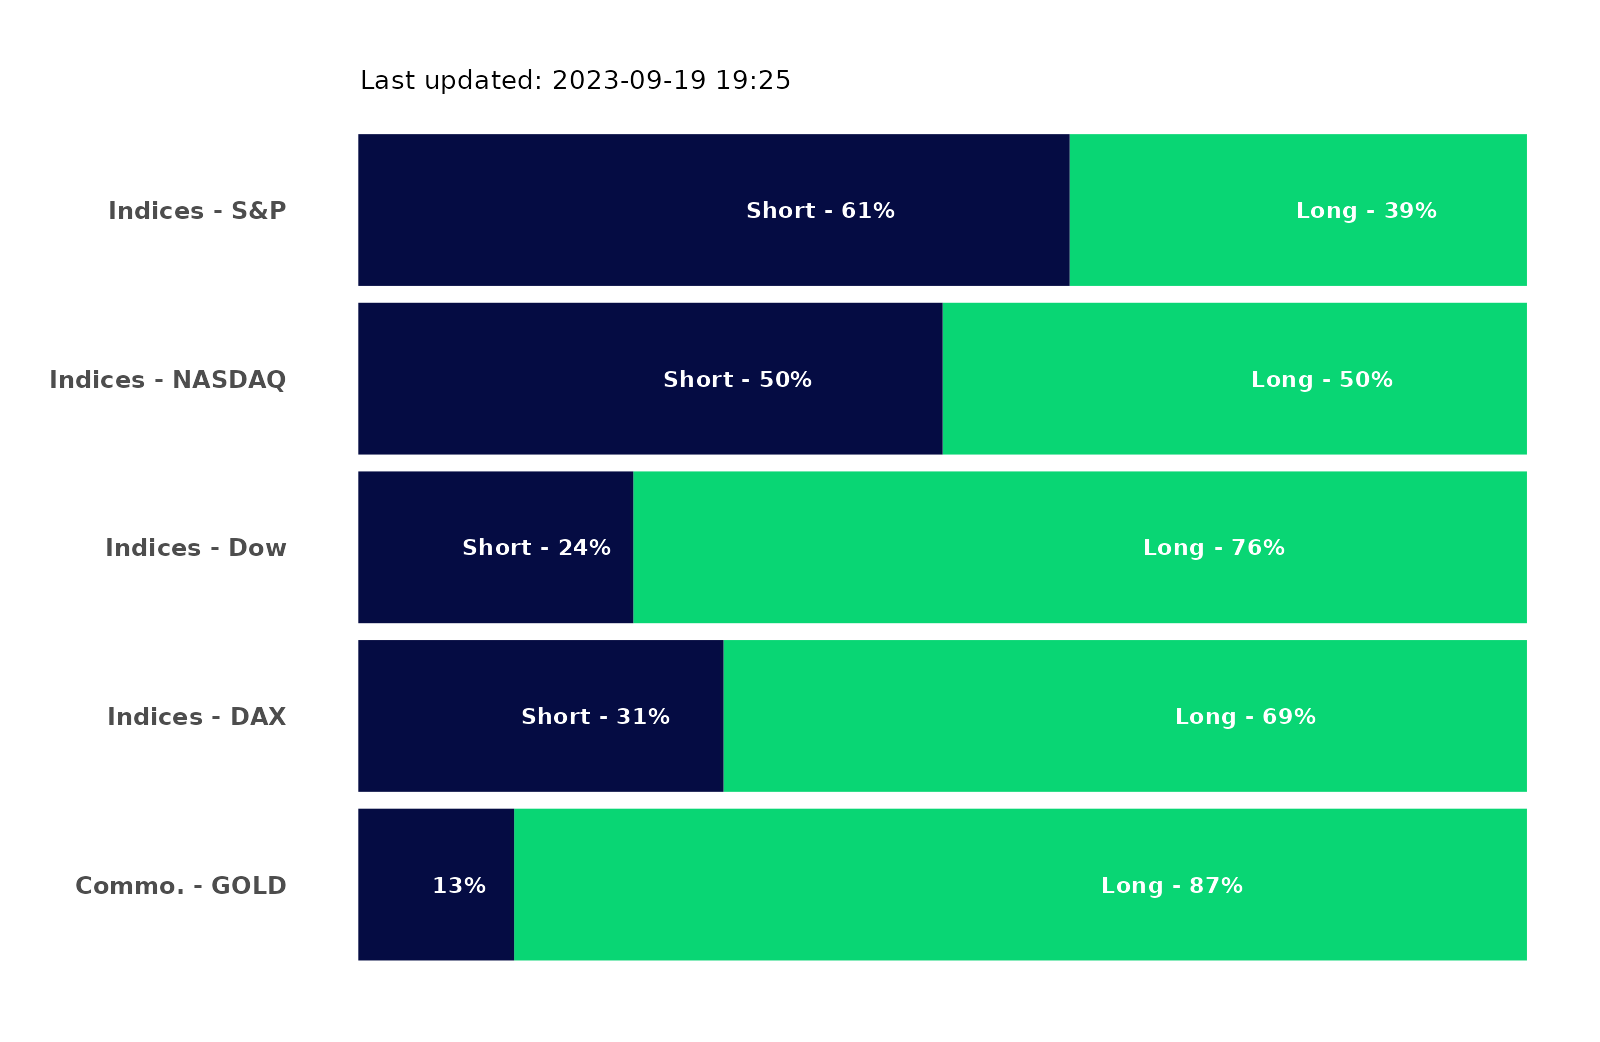 Last updated: 2023-09-19 19:25
Indices - S&P Short - 61% Long - 39%
Indices - NASDAQ Short - 50% Long - 50%
Indices - Dow Short - 24% Long - 76%
Indices - DAX Short - 31% Long - 69%
Commo. - GOLD 13% Long - 87%